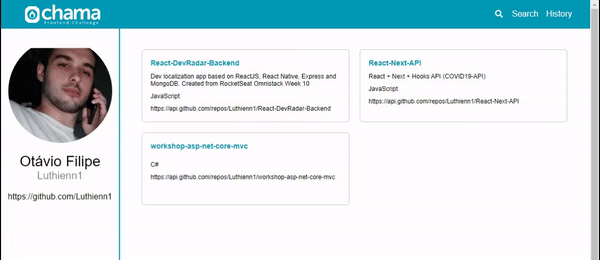 chama
Frontend Challenge
Search
History
Otávio Filipe
Luthienn1
https://github.com/Luthienn1
React-DevRadar-Backend
Dev localization app based on ReactJS, React Native, Express and
MongoDB. Created from RocketSeat Omnistack Week 10
JavaScript
https://api.github.com/repos/Luthienn1/React-DevRadar-Backend
React-Next-API
React + Next + Hooks API (COVID19-API)
JavaScript
https://api.github.com/repos/Luthienn1/React-Next-API
workshop-asp-net-core-mvc
C#
https://api.github.com/repos/Luthienn1/workshop-asp-net-core-mvc